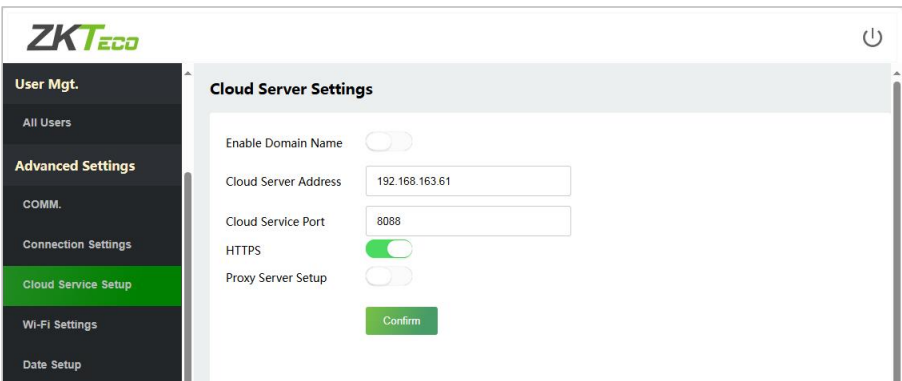 ZKTECO
User Mgt.
All Users
Advanced Settings
COMM.
Connection Settings
Cloud Service Setup
Wi-Fi Settings
Date Setup
Cloud Server Settings
Enable Domain Name
Cloud Server Address 192.168.163.61
Cloud Service Port 8088
HTTPS
Proxy Server Setup
Confirm